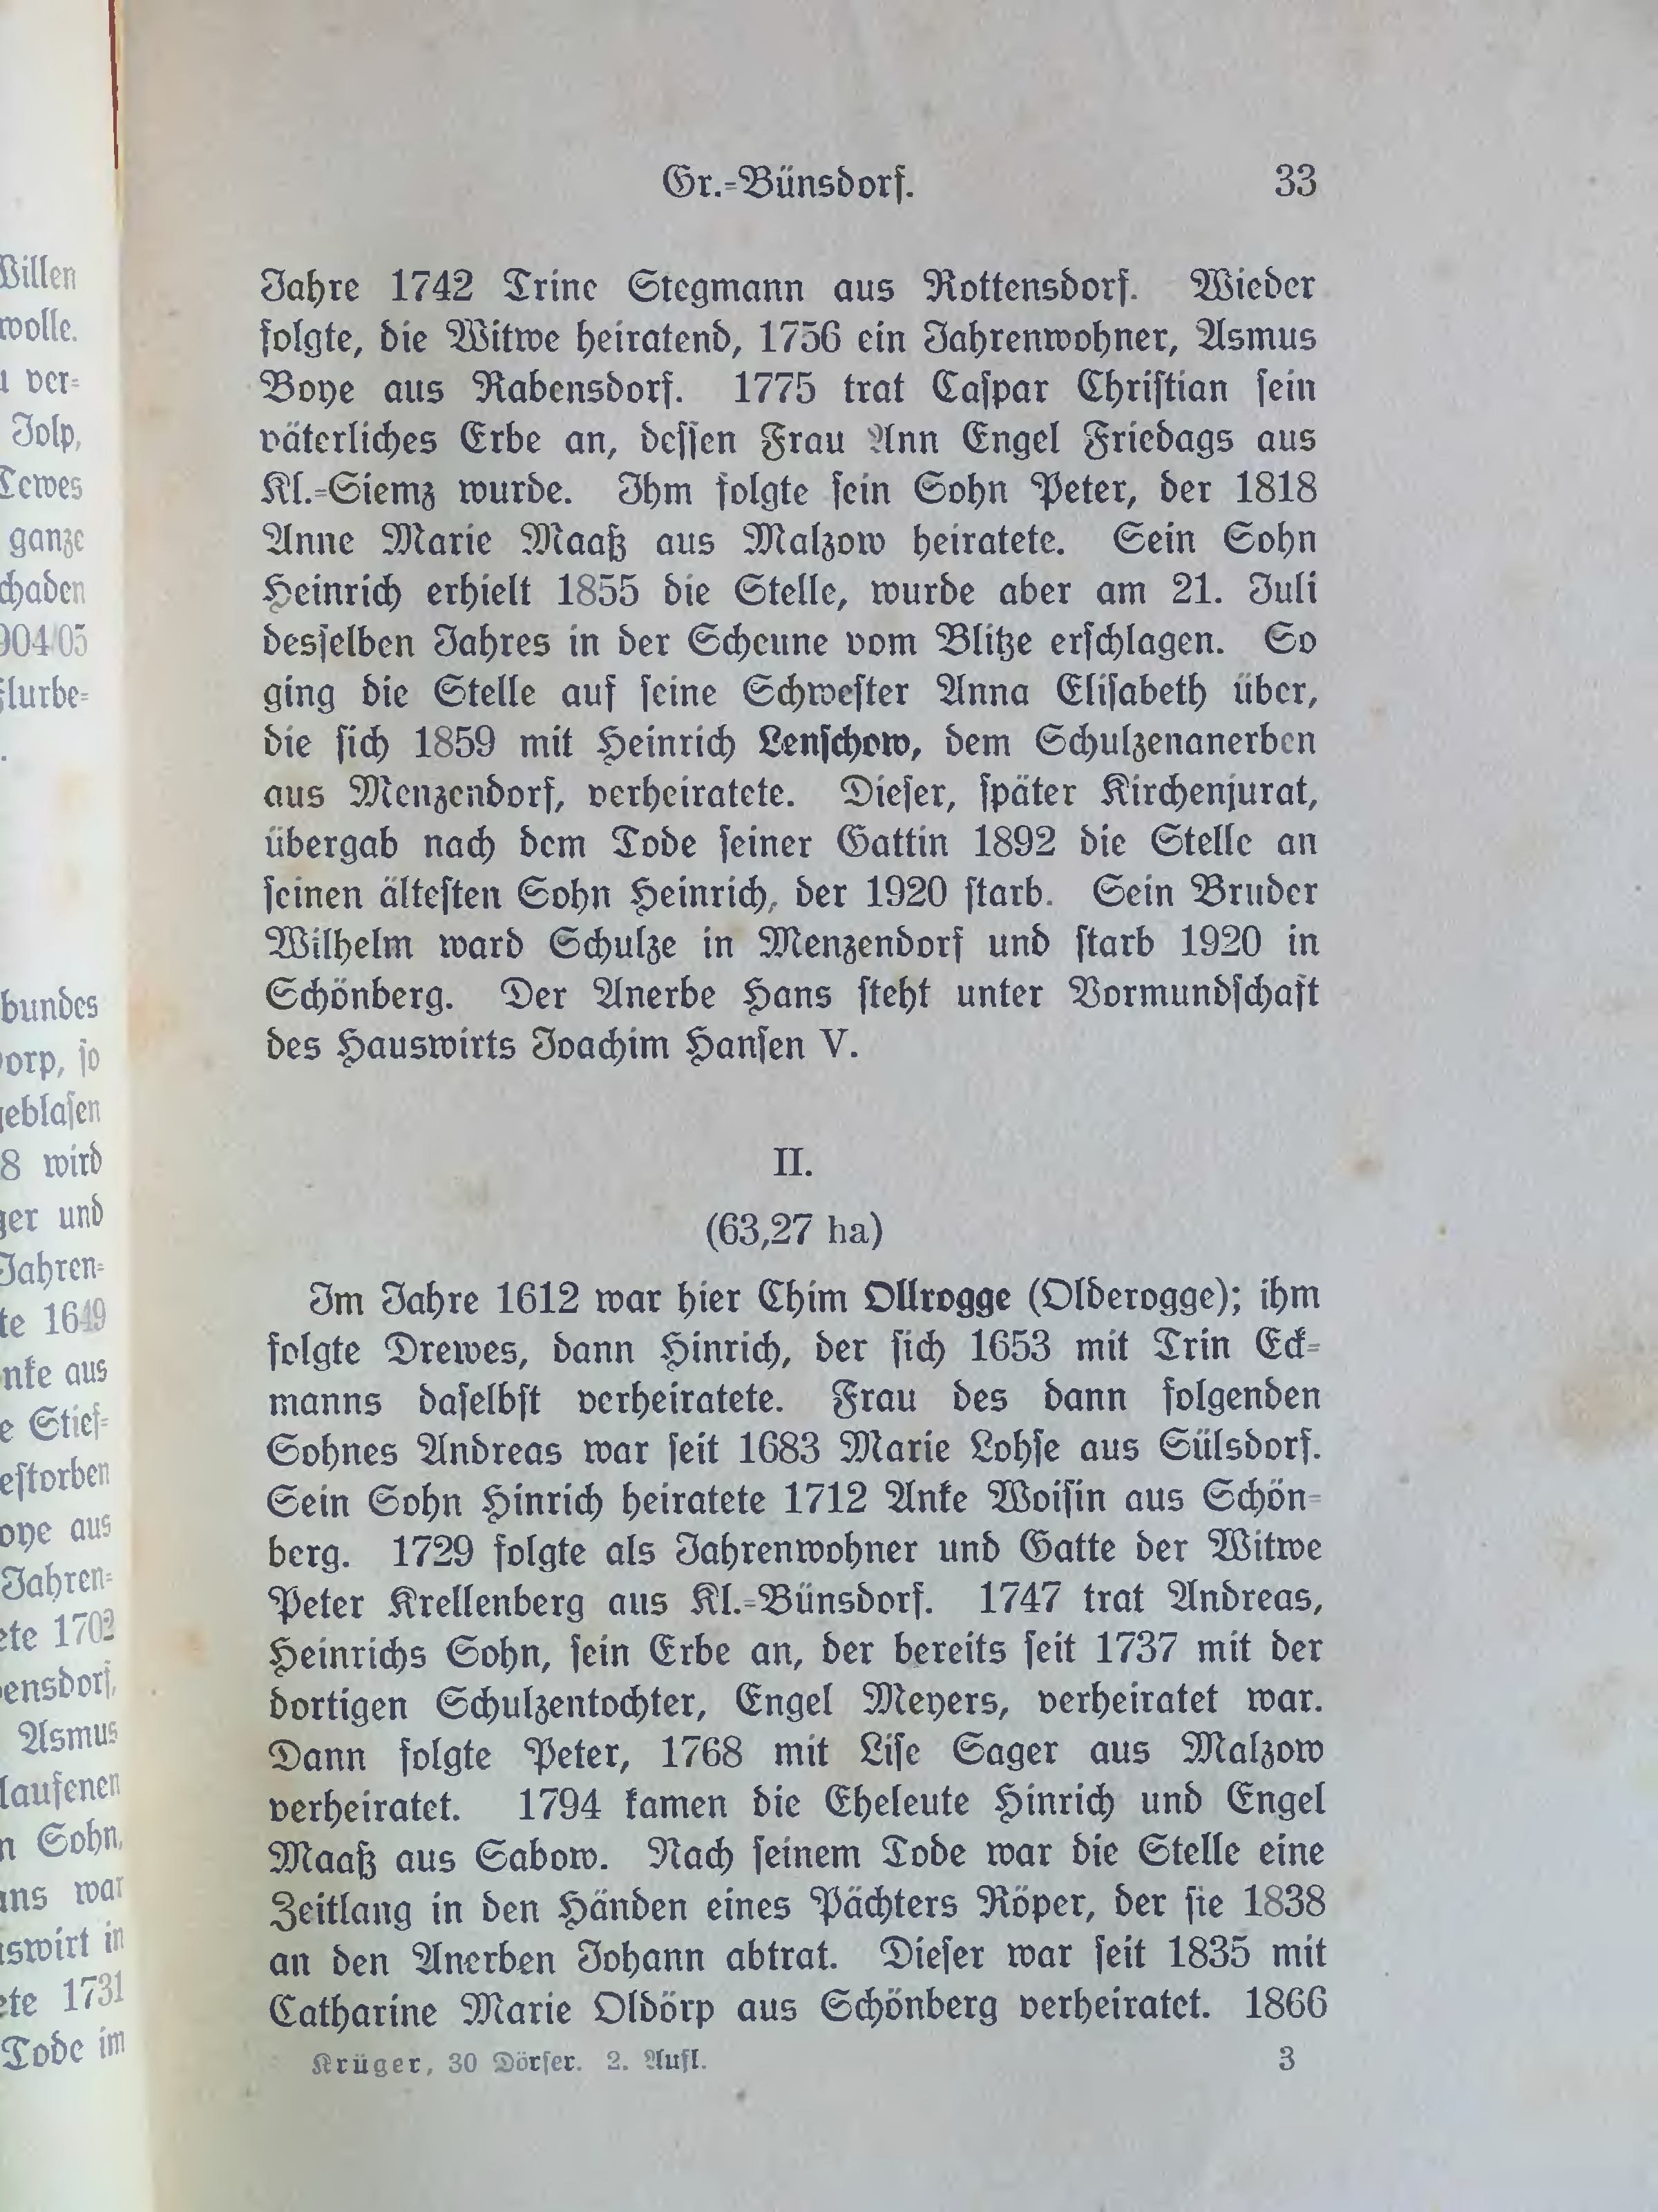 Gr.-Bünsdorf. 33
Jahre 1742 Trine Stegmann aus Rottensdorf. Wieder
folgte, die Witwe heiratend, 1756 ein Jahrenwohner, Asmus
Boye aus Rabensdorf. 1775 trat Caſpar Chriſtian ſein
väterliches Erbe an, deſſen Frau Ann Engel Friedags aus
Kl.-Siemz wurde. Ihm folgte ſein Sohn Peter, der 1818
Anne Marie Maaß aus Malzow heiratete. Sein Sohn
Heinrich erhielt 1855 die Stelle, wurde aber am 21. Juli
desſelben Jahres in der Scheune vom Blitze erſchlagen. So
ging die Stelle auf ſeine Schweſter Anna Eliſabeth über,
die ſich 1859 mit Heinrich Lenſchow, dem Schulzenanerben
aus Menzendorf, verheiratete. Dieſer, ſpäter Kirchenjurat,
übergab nach dem Tode ſeiner Gattin 1892 die Stelle an
ſeinen älteſten Sohn Heinrich, der 1920 ſtarb. Sein Bruder
Wilhelm ward Schulze in Menzendorf und ſtarb 1920 in
Schönberg. Der Anerbe Hans ſteht unter Vormundſchaft
des Hauswirts Joachim Hanſen V.
II.
(63,27 ha)
Im Jahre 1612 war hier Chim Ollrogge (Olderogge); ihm
folgte Drewes, dann Hinrich, der ſich 1653 mit Trin Eck-
manns daſelbſt verheiratete. Frau des dann folgenden
Sohnes Andreas war ſeit 1683 Marie Lohſe aus Sülsdorf.
Sein Sohn Hinrich heiratete 1712 Anke Woiſin aus Schön-
berg. 1729 folgte als Jahrenwohner und Gatte der Witwe
Peter Krellenberg aus Kl.-Bünsdorf. 1747 trat Andreas,
Heinrichs Sohn, ſein Erbe an, der bereits ſeit 1737 mit der
dortigen Schulzentochter, Engel Meyers, verheiratet war.
Dann folgte Peter, 1768 mit Liſe Sager aus Malzow
verheiratet. 1794 kamen die Eheleute Hinrich und Engel
Maaß aus Sabow. Nach ſeinem Tode war die Stelle eine
Zeitlang in den Händen eines Pächters Röper, der ſie 1838
an den Anerben Johann abtrat. Dieſer war ſeit 1835 mit
Catharine Marie Oldörp aus Schönberg verheiratet. 1866
Krüger, 30 Dörfer. 2. Aufl. 3